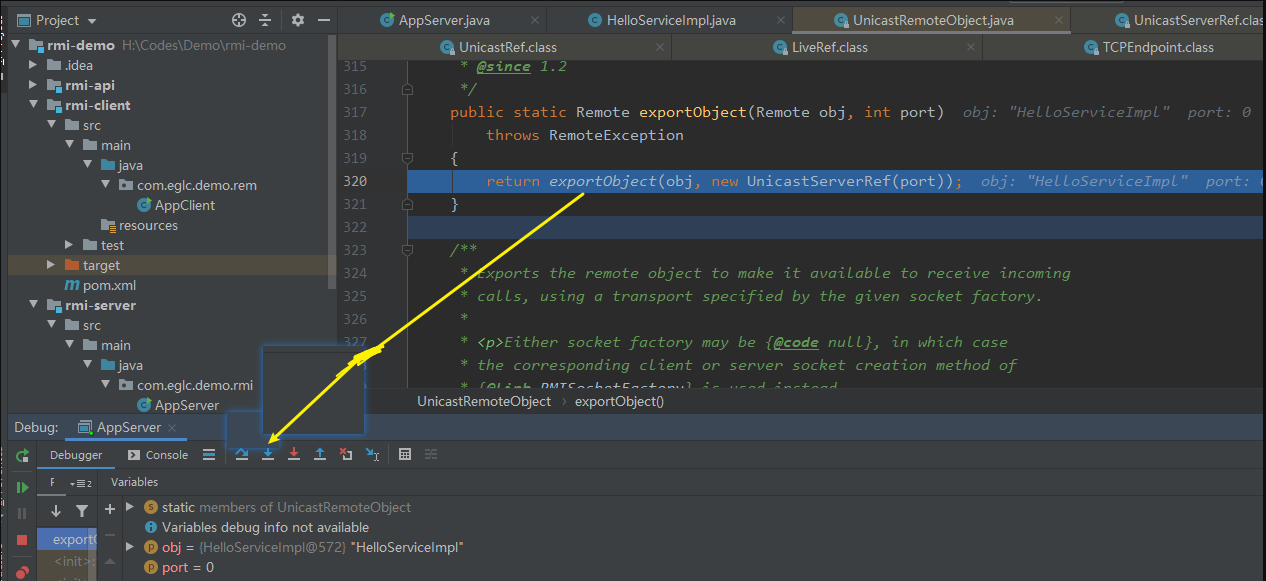 Project
AppServer.java
HelloServiceImpl.java
UnicastRemoteObject.java
UnicastServerRef.clas
UnicastRef.class
LiveRef.class
TCPEndpoint.class
rmi-demo H:\Codes\Demo\rmi-demo
.idea
rmi-api
rmi-client
src
main
java
com.eglc.demo.rem
AppClient
resources
test
target
pom.xml
rmi-server
src
main
java
com.eglc.demo.rmi
AppServer
315 * @since 1.2
316 */
317 public static Remote exportObject(Remote obj, int port) obj: "HelloServiceImpl" port: 0
318 throws RemoteException
319 {
320 return exportObject(obj, new UnicastServerRef(port)); obj: "HelloServiceImpl" port:
321 }
322
323 /**
324 * Exports the remote object to make it available to receive incoming
325 * calls, using a transport specified by the given socket factory.
326 *
327 * <p>Either socket factory may be {@code null}, in which case
* the corresponding client or server socket creation method of
* {@link RMISocketFactory} is used instead
UnicastRemoteObject › exportObject()
Debug: AppServer
Debugger Console
F 2 Variables
static members of UnicastRemoteObject
Variables debug info not available
obj = {HelloServiceImpl@572} "HelloServiceImpl"
port = 0
export
<init>: